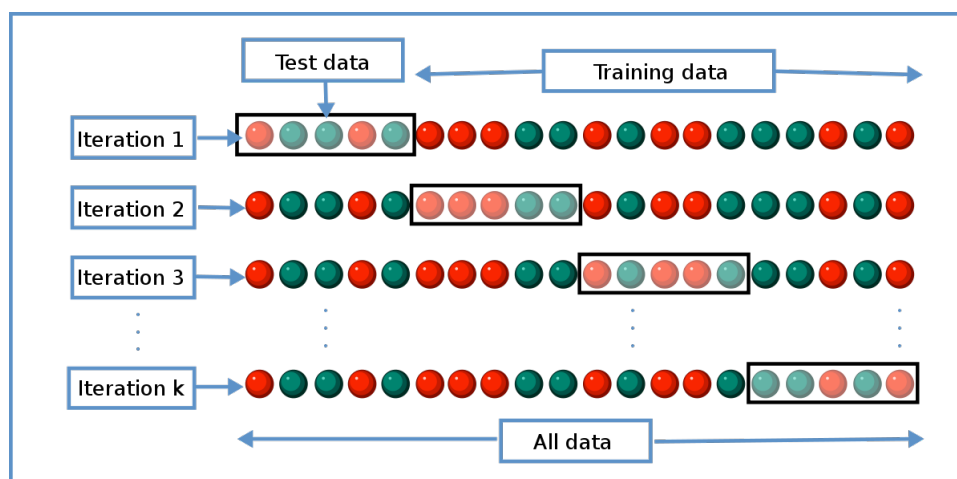 Test data
Training data
Iteration 1
Iteration 2
Iteration 3
Iteration k
All data